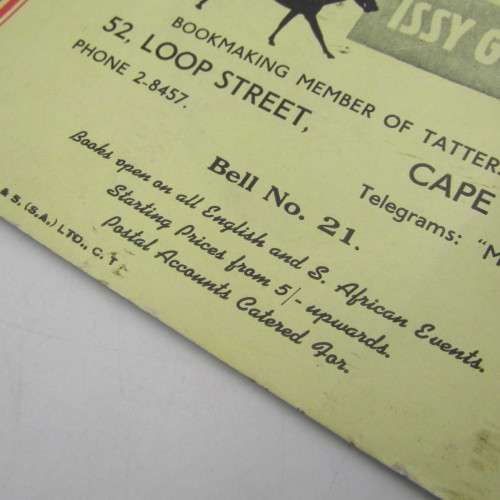 ISSY G
BOOKMAKING MEMBER OF TATTERS
52, LOOP STREET,
CAPE
PHONE 2-8457.
Telegrams: "M
Bell No. 21.
Books open on all English and S. African Events.
Starting Prices from 5/- upwards.
Postal Accounts Catered For.
& S. (S.A.) LTD., C. T.